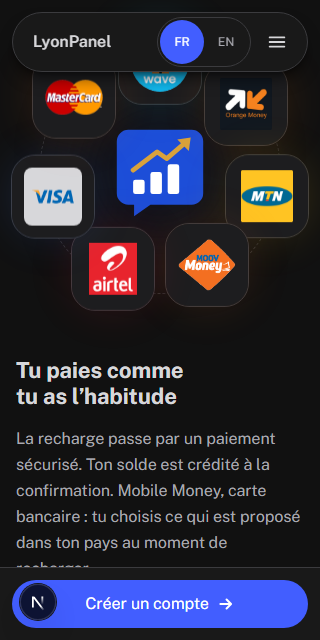 LyonPanel
FR
EN
wave
MasterCard
Orange Money
VISA
MTN
airtel
MOOV
Money
Tu paies comme
tu as l’habitude
La recharge passe par un paiement
sécurisé. Ton solde est crédité à la
confirmation. Mobile Money, carte
bancaire : tu choisis ce qui est proposé
dans ton pays au moment de
recharger.
N
Créer un compte →